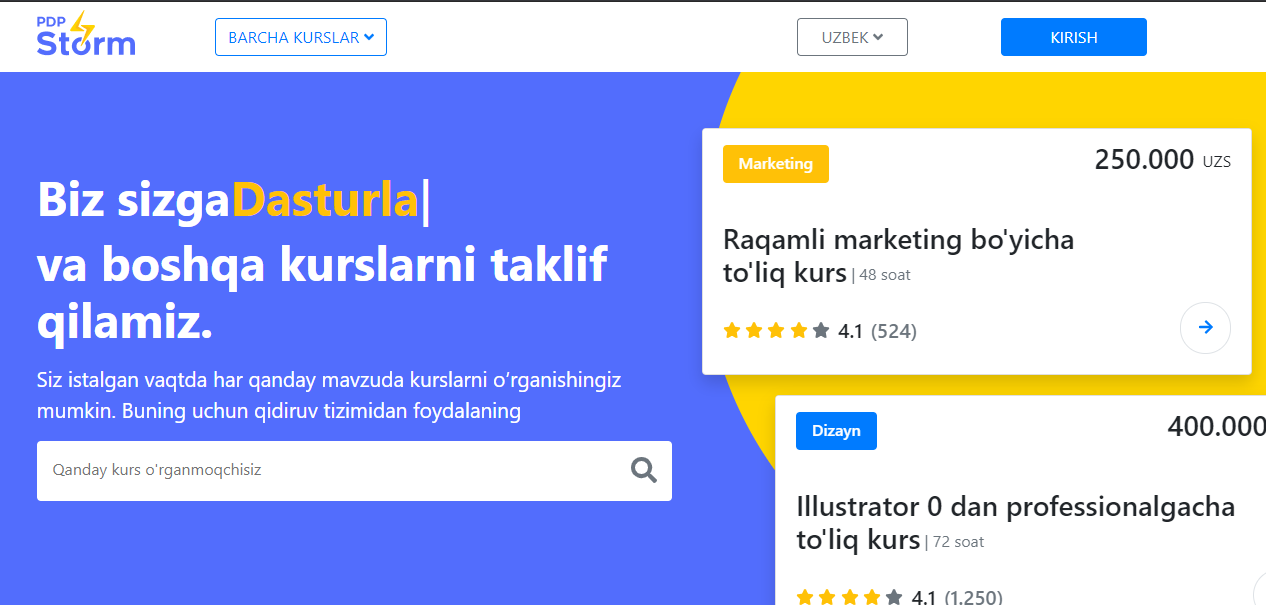 PDP
Storm
BARCHA KURSLAR
UZBEK
KIRISH
Biz sizgaDasturla|
va boshqa kurslarni taklif
qilamiz.
Siz istalgan vaqtda har qanday mavzuda kurslarni o‘rganishingiz
mumkin. Buning uchun qidiruv tizimidan foydalaning
Qanday kurs o'rganmoqchisiz
Marketing
250.000 UZS
Raqamli marketing bo'yicha
to'liq kurs | 48 soat
4.1 (524)
Dizayn
400.000
Illustrator 0 dan professionalgacha
to'liq kurs | 72 soat
4.1 (1.250)